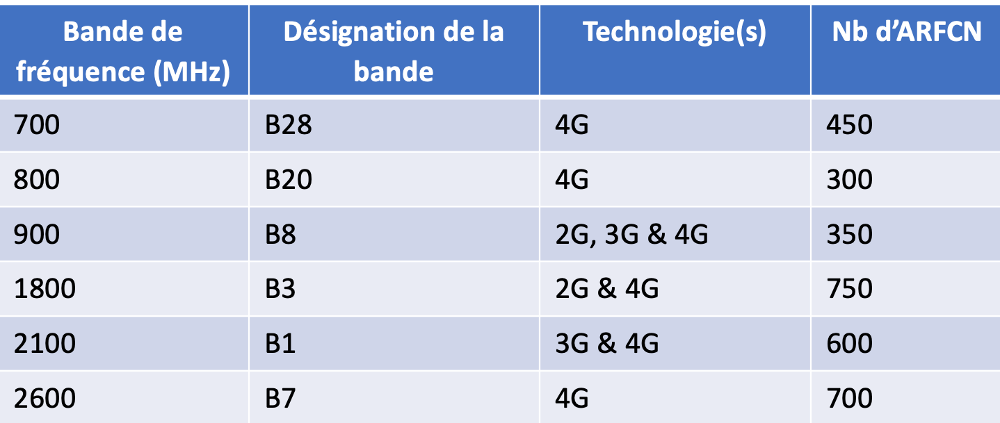 Bande de fréquence (MHz) Désignation de la bande Technologie(s) Nb d’ARFCN
700 B28 4G 450
800 B20 4G 300
900 B8 2G, 3G & 4G 350
1800 B3 2G & 4G 750
2100 B1 3G & 4G 600
2600 B7 4G 700